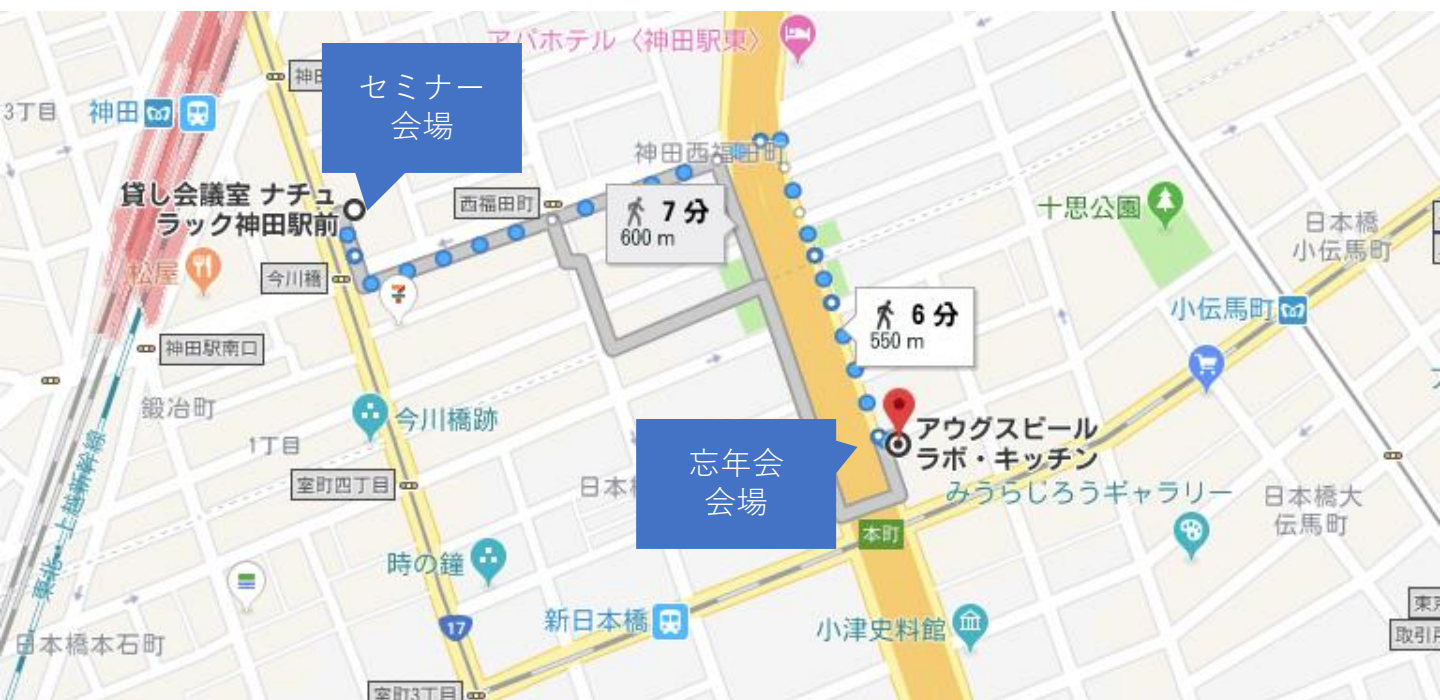 アパホテル〈神田駅東〉
セミナー
会場
3丁目
神田
神田西福田町
貸し会議室 ナチュ
ラック神田駅前
西福田町
7 分
600 m
十思公園
日本橋
小伝馬町
松屋
今川橋
6 分
550 m
小伝馬町
神田駅南口
鍛冶町
今川橋跡
1丁目
アウグスビール
ラボ・キッチン
忘年会
会場
室町四丁目
みうらじろうギャラリー
日本橋大
伝馬町
本町
東北・上越新幹線
時の鐘
新日本橋
17
小津史料館
日本橋本石町
取引所
室町3丁目